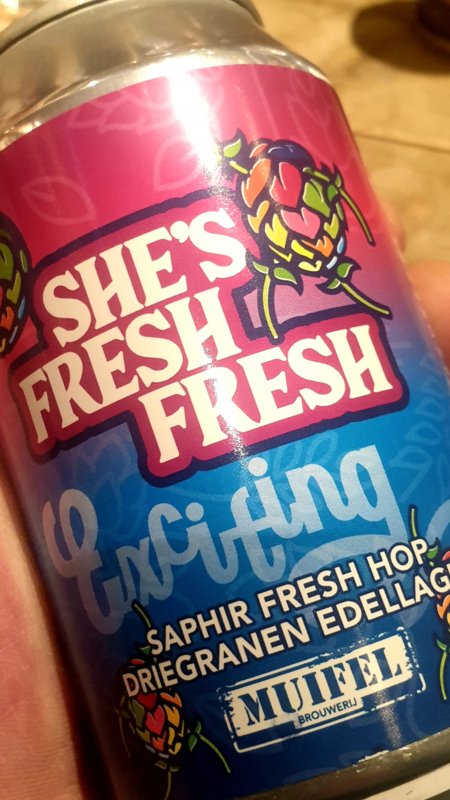 SHE'S
FRESH
FRESH
Exciting
SAPHIR FRESH HOP
DRIEGRANEN EDELLAGE
MUIFEL
BROUWERIJ